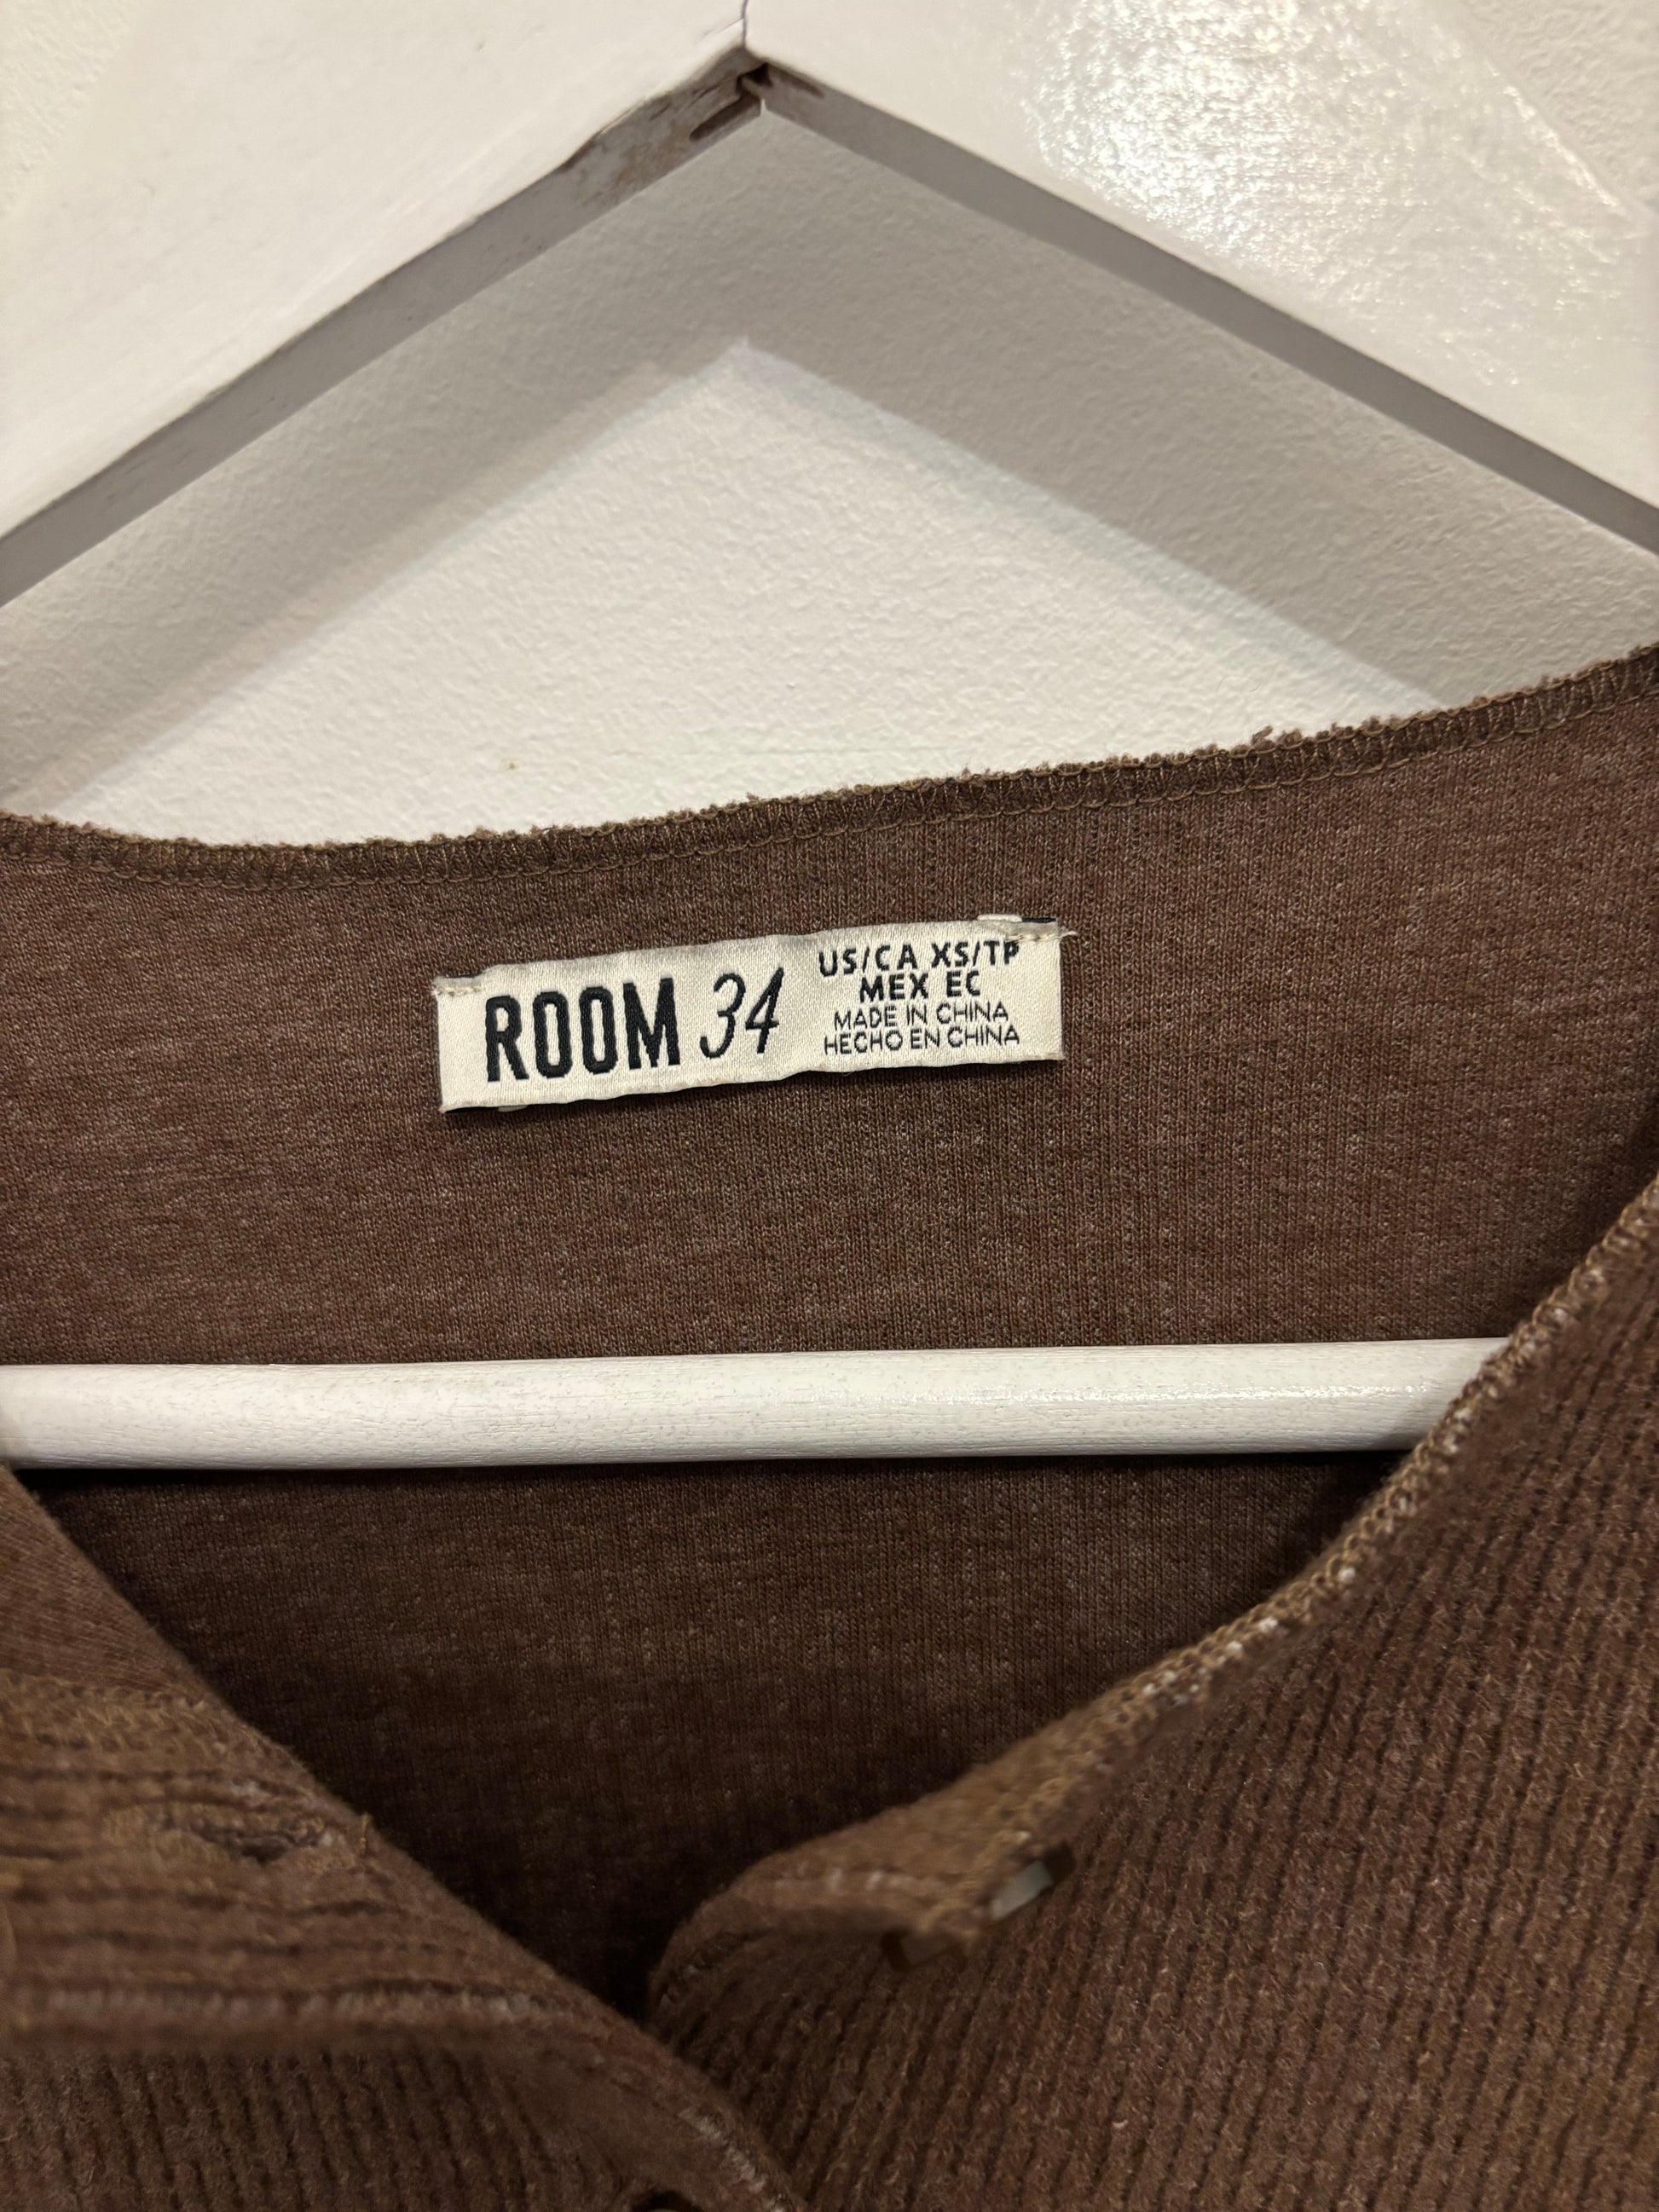 ROOM 34
US/CA XS/TP
MEX EC
MADE IN CHINA
HECHO EN CHINA